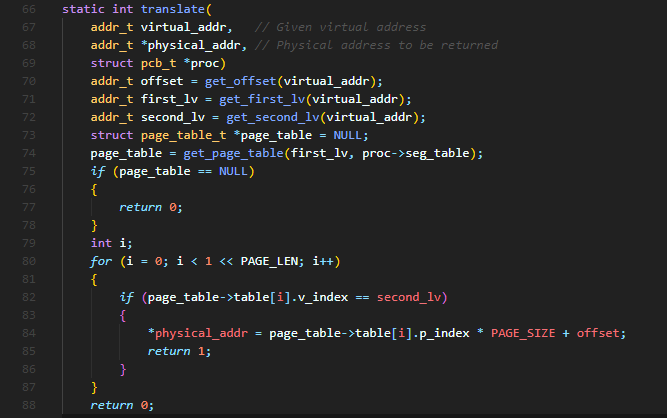 66 static int translate(
67     addr_t virtual_addr,   // Given virtual address
68     addr_t *physical_addr, // Physical address to be returned
69     struct pcb_t *proc)
70     addr_t offset = get_offset(virtual_addr);
71     addr_t first_lv = get_first_lv(virtual_addr);
72     addr_t second_lv = get_second_lv(virtual_addr);
73     struct page_table_t *page_table = NULL;
74     page_table = get_page_table(first_lv, proc->seg_table);
75     if (page_table == NULL)
76     {
77         return 0;
78     }
79     int i;
80     for (i = 0; i < 1 << PAGE_LEN; i++)
81     {
82         if (page_table->table[i].v_index == second_lv)
83         {
84             *physical_addr = page_table->table[i].p_index * PAGE_SIZE + offset;
85             return 1;
86         }
87     }
88     return 0;